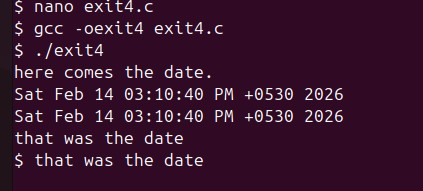 $ nano exit4.c
$ gcc -oexit4 exit4.c
$ ./exit4
here comes the date.
Sat Feb 14 03:10:40 PM +0530 2026
Sat Feb 14 03:10:40 PM +0530 2026
that was the date
$ that was the date